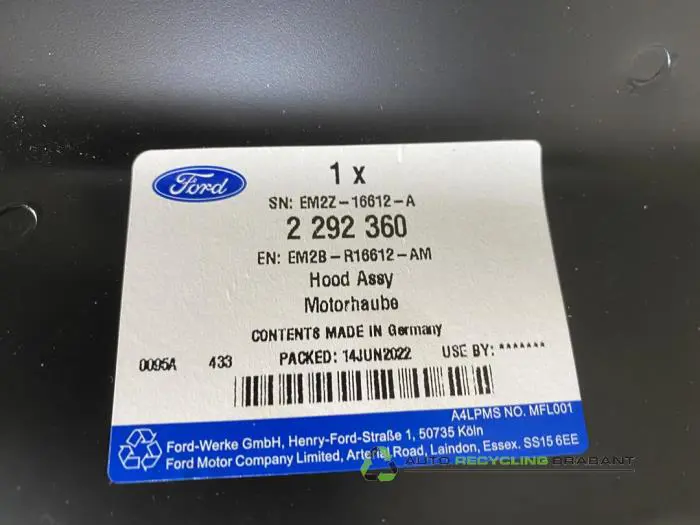 Ford
1 x
SN: EM2Z-16612-A
2 292 360
EN: EM2B-R16612-AM
Hood Assy
Motorhaube
CONTENTS MADE IN Germany
0095A 433 PACKED: 14JUN2022 USE BY: *******
A4LPMS NO. MFL001
Ford-Werke GmbH, Henry-Ford-Straße 1, 50735 Köln
Ford Motor Company Limited, Arterial Road, Laindon, Essex. SS15 6EE
AUTO RECYCLING BRABANT